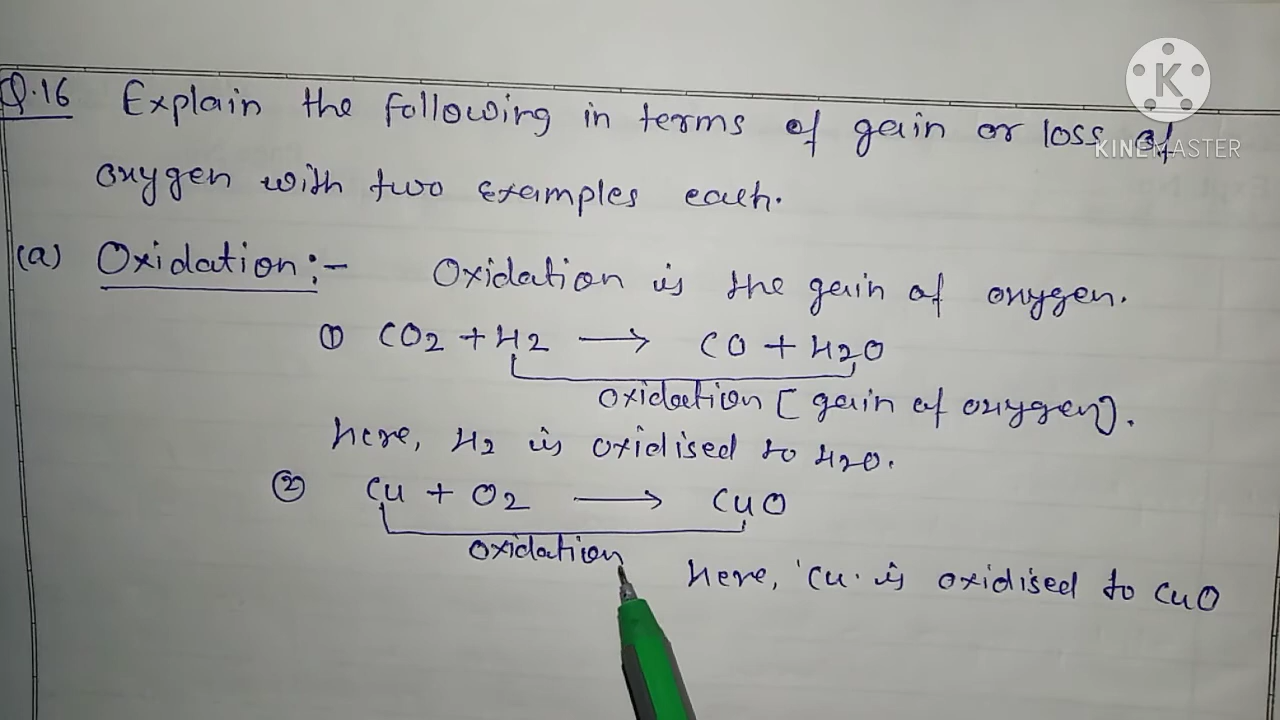 Q.16 Explain the following in terms of gain or loss of
oxygen with two examples each.
(a) Oxidation:- Oxidation is the gain of oxygen.
① CO2 + H2 → CO + H2O
Oxidation [gain of oxygen].
here, H2 is oxidised to H2O.
② Cu + O2 → CuO
Oxidation
Here, Cu is oxidised to CuO
K
KINEMASTER